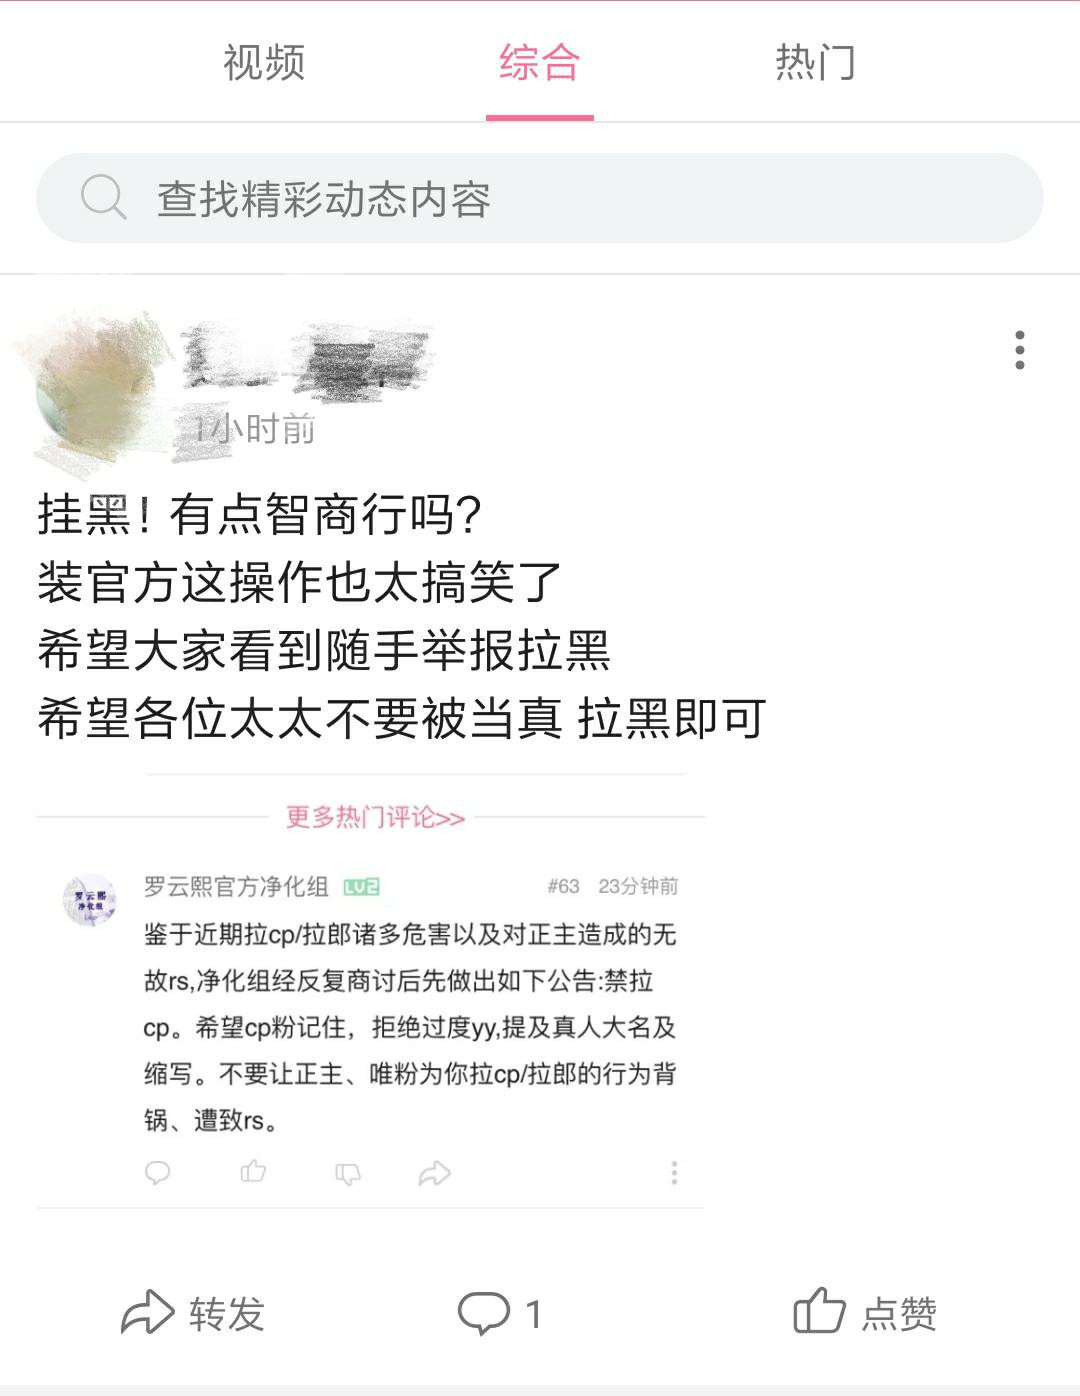 视频
综合
热门
查找精彩动态内容
1小时前
挂黑！有点智商行吗？
装官方这操作也太搞笑了
希望大家看到随手举报拉黑
希望各位太太不要被当真 拉黑即可
更多热门评论>>
罗云熙
净化组
罗云熙官方净化组 LV2 #63 23分钟前
鉴于近期拉cp/拉郎诸多危害以及对正主造成的无
故rs,净化组经反复商讨后先做出如下公告:禁拉
cp。希望cp粉记住，拒绝过度yy,提及真人大名及
缩写。不要让正主、唯粉为你拉cp/拉郎的行为背
锅、遭致rs。
转发
1
点赞